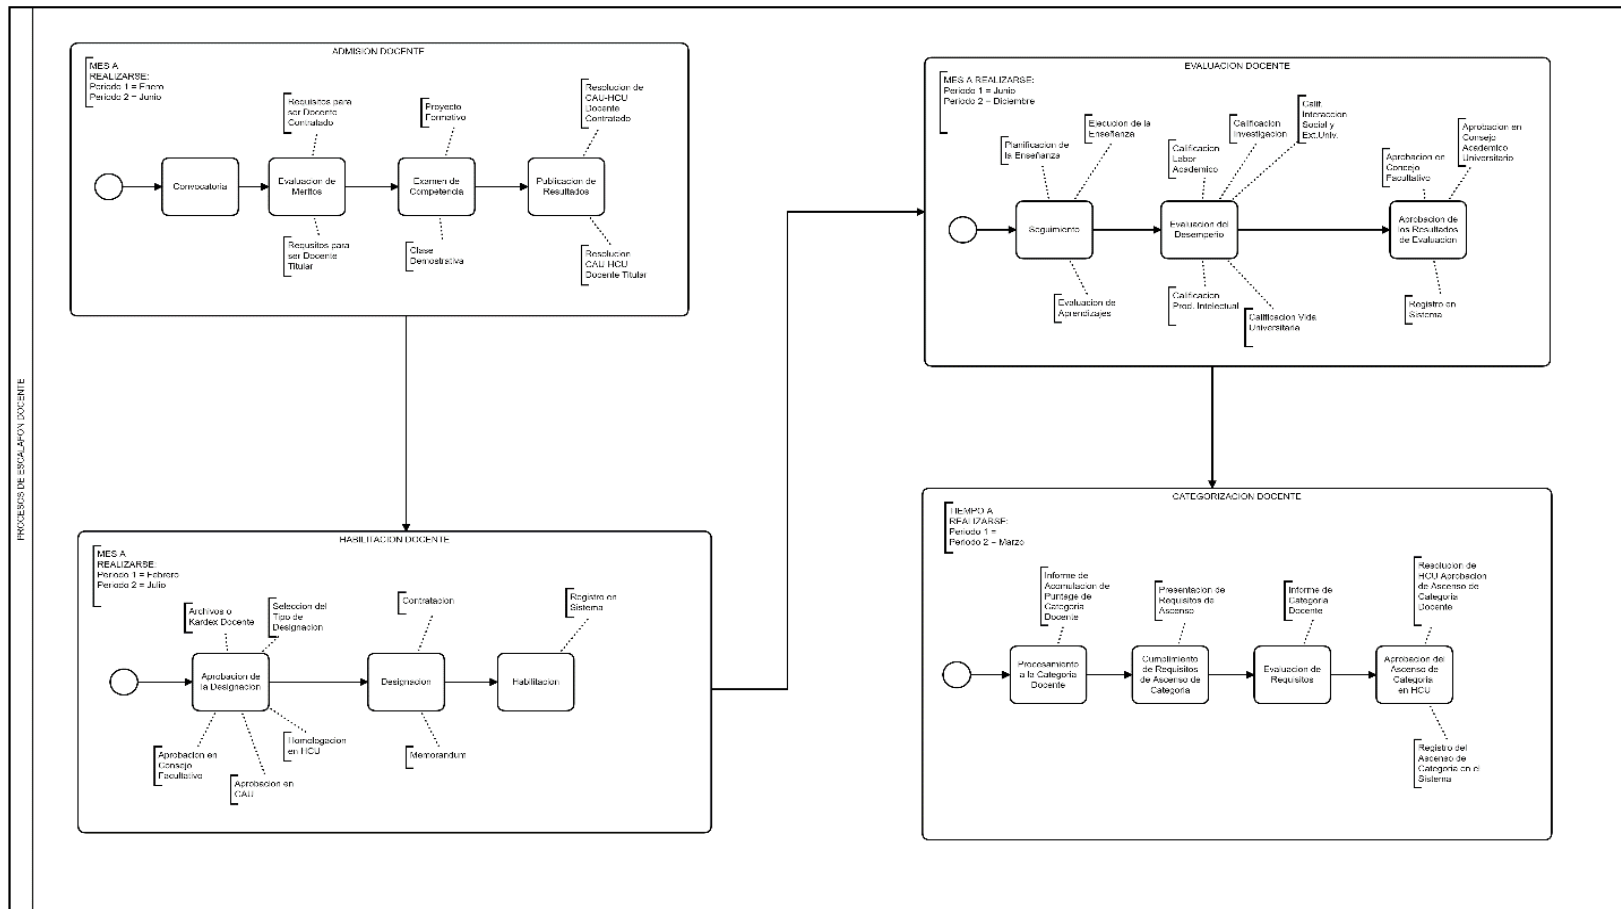 PROCESOS DE ESCALAFON DOCENTE
ADMISION DOCENTE
MES A
REALIZARSE:
Periodo 1 = Enero
Periodo 2 = Junio
Requisitos para
ser Docente
Contratado
Proyecto
Formativo
Resolucion de
CAU-HCU
Docente
Contratado
Convocatoria
Evaluacion de
Meritos
Examen de
Competencia
Publicacion de
Resultados
Requsitos para
ser Docente
Titular
Clase
Demostrativa
Resolucion
CAU-HCU
Docente Titular
HABILITACION DOCENTE
MES A
REALIZARSE:
Periodo 1 = Febrero
Periodo 2 = Julio
Archivos o
Kardex Docente
Seleccion del
Tipo de
Designacion
Contratacion
Registro en
Sistema
Aprobacion de
la Designacion
Designacion
Habilitacion
Aprobacion en
Consejo
Facultativo
Aprobacion en
CAU
Homologacion
en HCU
Memorandum
EVALUACION DOCENTE
MES A REALIZARSE:
Periodo 1 = Junio
Periodo 2 = Diciembre
Planificacion de
la Enseñanza
Ejecucion de la
Enseñanza
Calificacion
Labor
Academico
Calificacion
Investigacion
Calif.
Interaccion
Social y
Ext.Univ.
Aprobacion en
Concejo
Facultativo
Aprobacion en
Consejo
Academico
Universitario
Seguimiento
Evaluacion del
Desempeño
Aprobacion de
los Resultados
de Evaluacion
Evaluacion de
Aprendizajes
Calificacion
Prod. Intelectual
Calificacion Vida
Universitaria
Registro en
Sistema
CATEGORIZACION DOCENTE
TIEMPO A
REALIZARSE:
Periodo 1 =
Periodo 2 = Marzo
Informe de
Acomulacion de
Puntage de
Categoria
Docente
Presentacion de
Requisitos de
Ascenso
Informe de
Categoria
Docente
Resolucion de
HCU Aprobacion
de Ascenso de
Categoria
Docente
Procesamiento
a la Categoria
Docente
Cumplimiento
de Requisitos
de Ascenso de
Categoria
Evaluacion de
Requisitos
Aprobacion del
Ascenso de
Categoria
en HCU
Registro del
Ascenso de
Categoria en el
Sistema